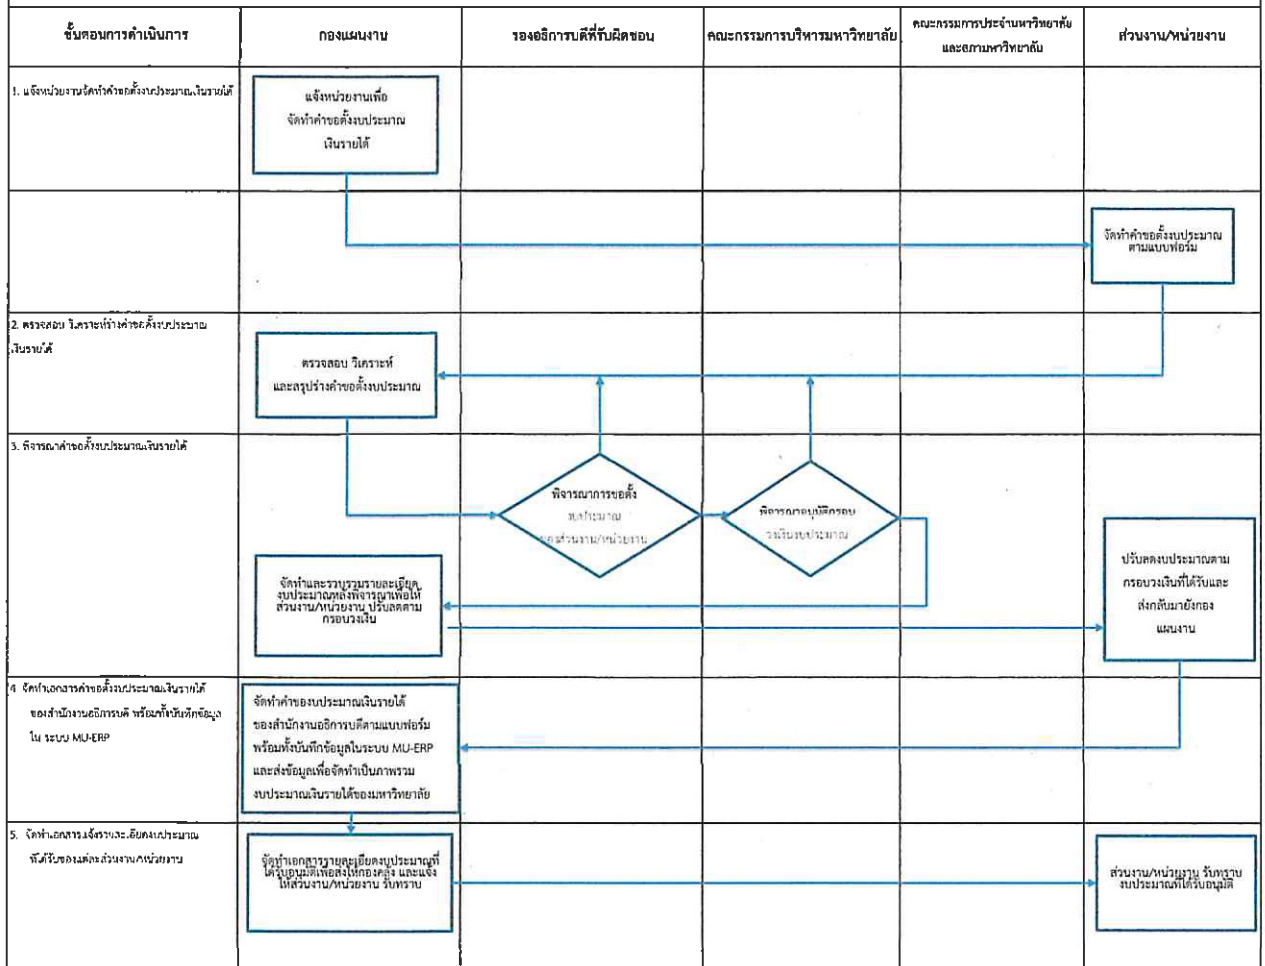 ขั้นตอนการดำเนินการ
กองแผนงาน
รองอธิการบดีที่รับผิดชอบ
คณะกรรมการบริหารมหาวิทยาลัย
คณะกรรมการประจำมหาวิทยาลัย
และสภามหาวิทยาลัย
ส่วนงาน/หน่วยงาน
1. แจ้งหน่วยงานจัดทำคำขอตั้งงบประมาณเงินรายได้
แจ้งหน่วยงานเพื่อ
จัดทำคำขอตั้งงบประมาณ
เงินรายได้
จัดทำคำขอตั้งงบประมาณ
ตามแบบฟอร์ม
2. ตรวจสอบ วิเคราะห์ร่างคำขอตั้งงบประมาณ
เงินรายได้
ตรวจสอบ วิเคราะห์
และสรุปร่างคำขอตั้งงบประมาณ
3. พิจารณาคำขอตั้งงบประมาณเงินรายได้
พิจารณาการขอตั้ง
งบประมาณ
ของส่วนงาน/หน่วยงาน
พิจารณาอนุมัติกรอบ
วงเงินงบประมาณ
จัดทำและรวบรวมรายละเอียด
งบประมาณหลังพิจารณาเพื่อให้
ส่วนงาน/หน่วยงาน ปรับลดตาม
กรอบวงเงิน
ปรับลดงบประมาณตาม
กรอบวงเงินที่ได้รับและ
ส่งกลับมายังกอง
แผนงาน
4 จัดทำเอกสารคำขอตั้งงบประมาณเงินรายได้
ของสำนักงานอธิการบดี พร้อมทั้งบันทึกข้อมูล
ใน ระบบ MU-ERP
จัดทำคำของบประมาณเงินรายได้
ของสำนักงานอธิการบดีตามแบบฟอร์ม
พร้อมทั้งบันทึกข้อมูลในระบบ MU-ERP
และส่งข้อมูลเพื่อจัดทำเป็นภาพรวม
งบประมาณเงินรายได้ของมหาวิทยาลัย
5. จัดทำเอกสารแจ้งรายละเอียดงบประมาณ
ที่ได้รับของแต่ละส่วนงาน/หน่วยงาน
จัดทำเอกสารรายละเอียดงบประมาณที่
ได้รับอนุมัติเพื่อส่งให้กองคลัง และแจ้ง
ให้ส่วนงาน/หน่วยงาน รับทราบ
ส่วนงาน/หน่วยงาน รับทราบ
งบประมาณที่ได้รับอนุมัติ